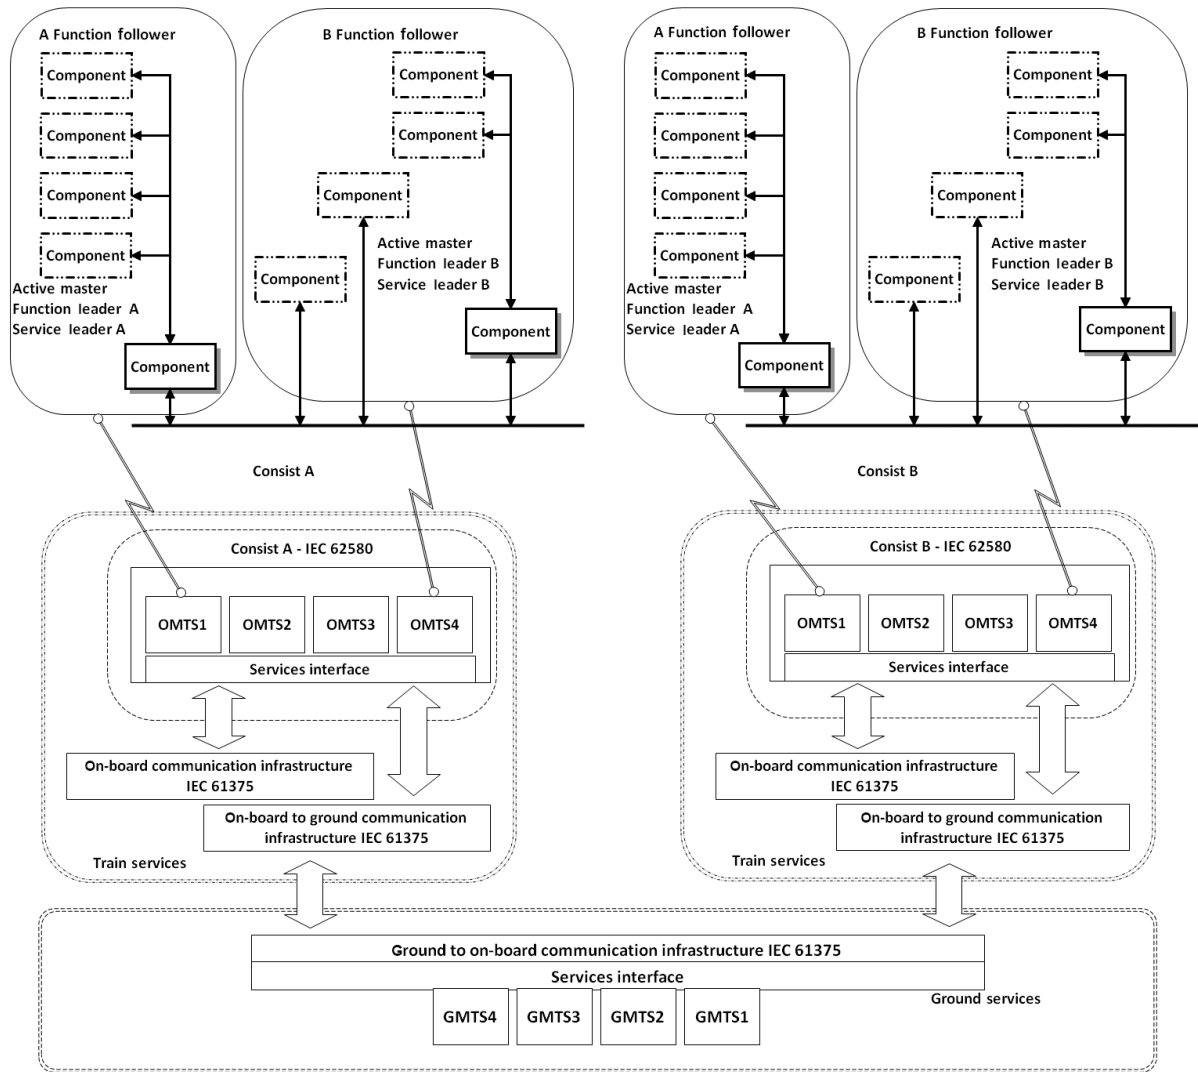 A Function follower
Component
Component
Component
Component
Active master
Function leader A
Service leader A
Component
B Function follower
Component
Component
Component
Component
Active master
Function leader B
Service leader B
Component
A Function follower
Component
Component
Component
Component
Active master
Function leader A
Service leader A
Component
B Function follower
Component
Component
Component
Component
Active master
Function leader B
Service leader B
Component
Consist A
Consist B
Consist A - IEC 62580
OMTS1
OMTS2
OMTS3
OMTS4
Services interface
On-board communication infrastructure
IEC 61375
On-board to ground communication
infrastructure IEC 61375
Train services
Consist B - IEC 62580
OMTS1
OMTS2
OMTS3
OMTS4
Services interface
On-board communication infrastructure
IEC 61375
On-board to ground communication
infrastructure IEC 61375
Train services
Ground to on-board communication infrastructure IEC 61375
Services interface
Ground services
GMTS4
GMTS3
GMTS2
GMTS1